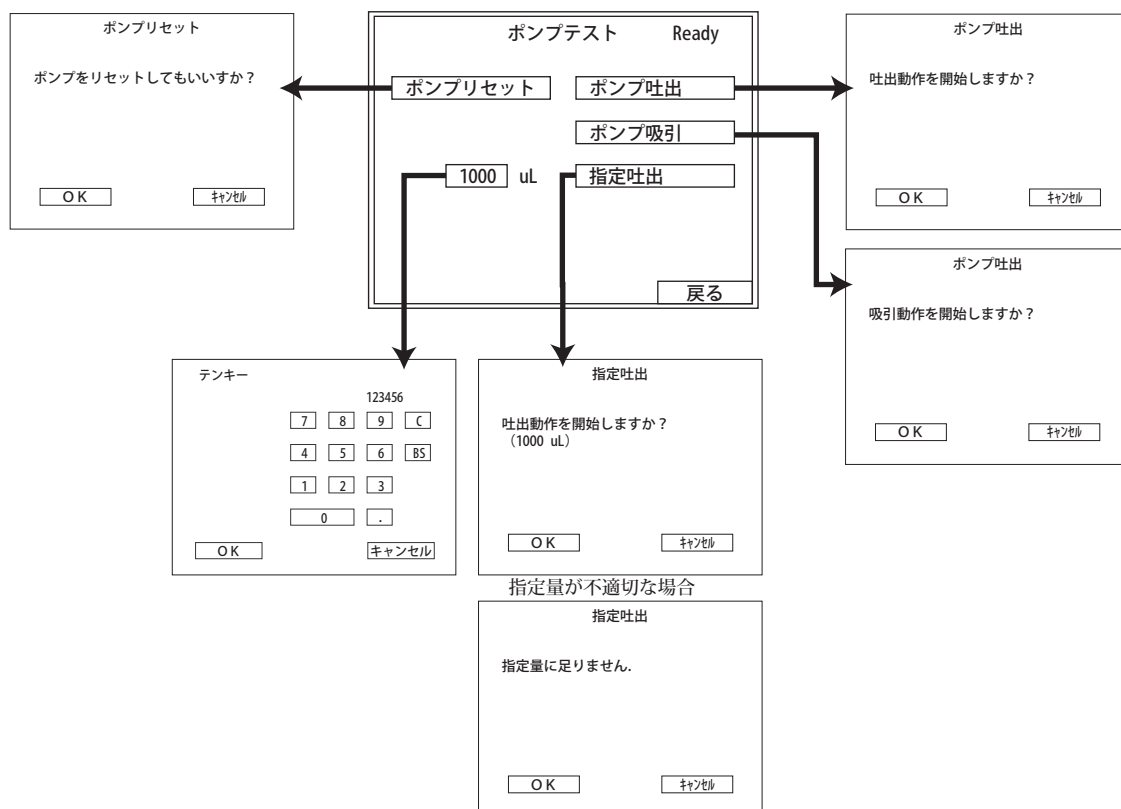 ポンプリセット
ポンプをリセットしてもいいすか？
OK キャンセル
ポンプテスト Ready
ポンプリセット ポンプ吐出
ポンプ吸引
1000 uL 指定吐出
戻る
ポンプ吐出
吐出動作を開始しますか？
OK キャンセル
ポンプ吐出
吸引動作を開始しますか？
OK キャンセル
テンキー
123456
7 8 9 C
4 5 6 BS
1 2 3
0 .
OK キャンセル
指定吐出
吐出動作を開始しますか？
（1000 uL）
OK キャンセル
指定量が不適切な場合
指定吐出
指定量に足りません.
OK キャンセル